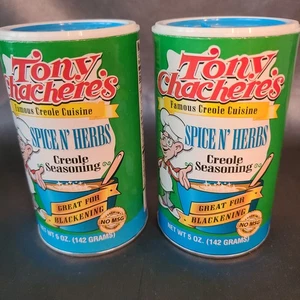 Tony
Chachere's
Famous Creole Cuisine
SPICE N' HERBS
Creole
Seasoning
GREAT FOR
BLACKENING
NO MSG
NET WT 5 OZ. (142 GRAMS)
Tony
Chachere's
Famous Creole Cuisine
SPICE N' HERBS
Creole
Seasoning
GREAT FOR
BLACKENING
NO MSG
NET WT 5 OZ. (142 GRAMS)